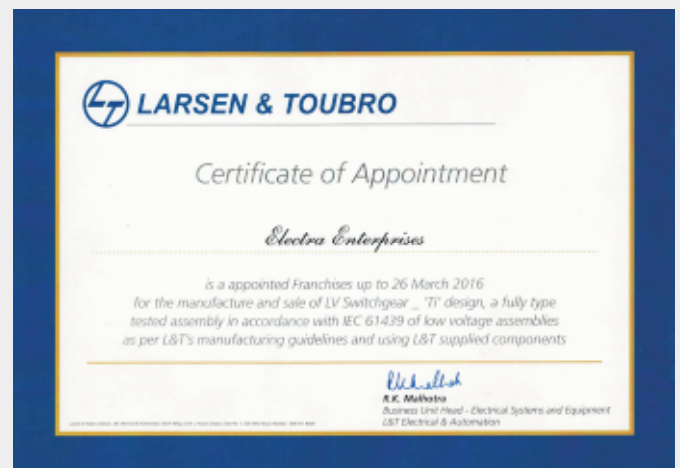 LT LARSEN & TOUBRO
Certificate of Appointment
Electra Enterprises
is a appointed Franchises up to 26 March 2016
for the manufacture and sale of LV Switchgear _ 'Ti' design, a fully type
tested assembly in accordance with IEC 61439 of low voltage assemblies
as per L&T's manufacturing guidelines and using L&T supplied components
R.K. Malhotra
Business Unit Head - Electrical Systems and Equipment
L&T Electrical & Automation